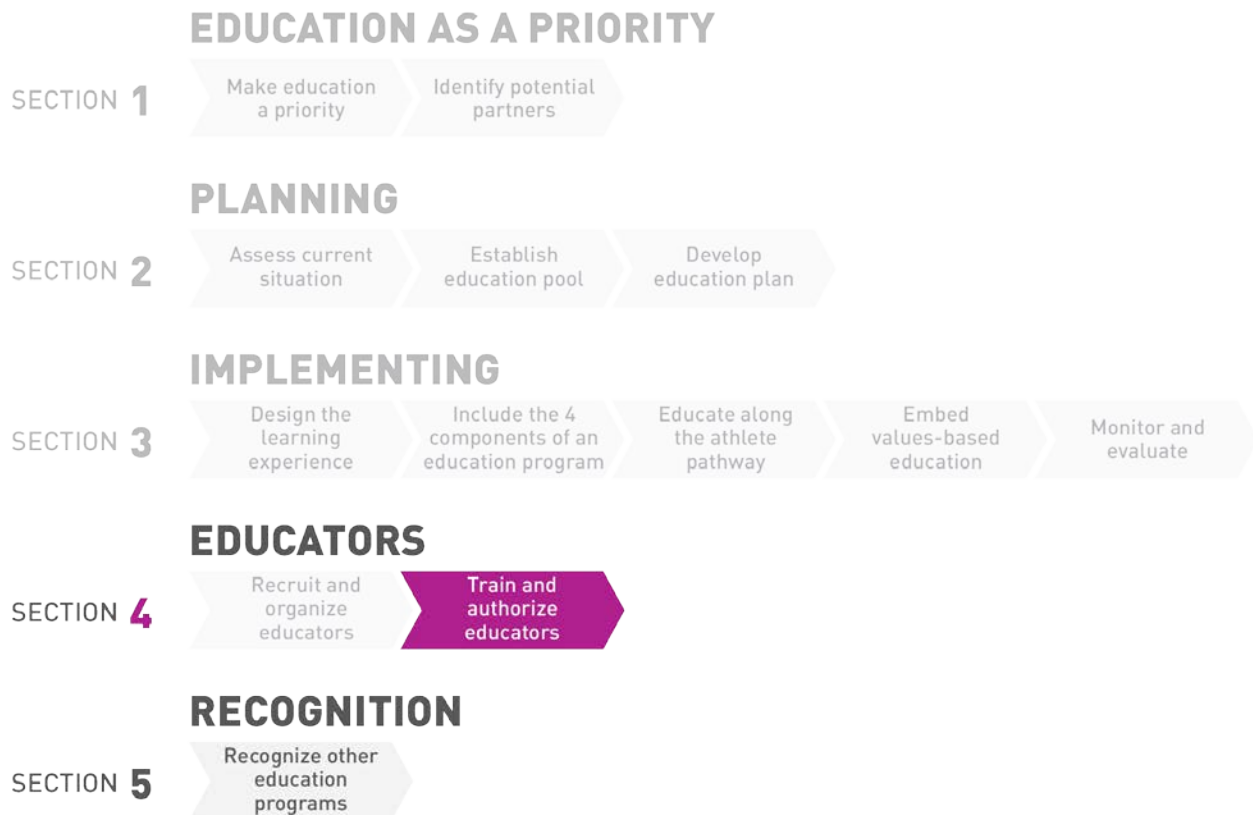 EDUCATION AS A PRIORITY
SECTION 1
Make education
a priority
Identify potential
partners
PLANNING
SECTION 2
Assess current
situation
Establish
education pool
Develop
education plan
IMPLEMENTING
SECTION 3
Design the
learning
experience
Include the 4
components of an
education program
Educate along
the athlete
pathway
Embed
values-based
education
Monitor and
evaluate
EDUCATORS
SECTION 4
Recruit and
organize
educators
Train and
authorize
educators
RECOGNITION
SECTION 5
Recognize other
education
programs